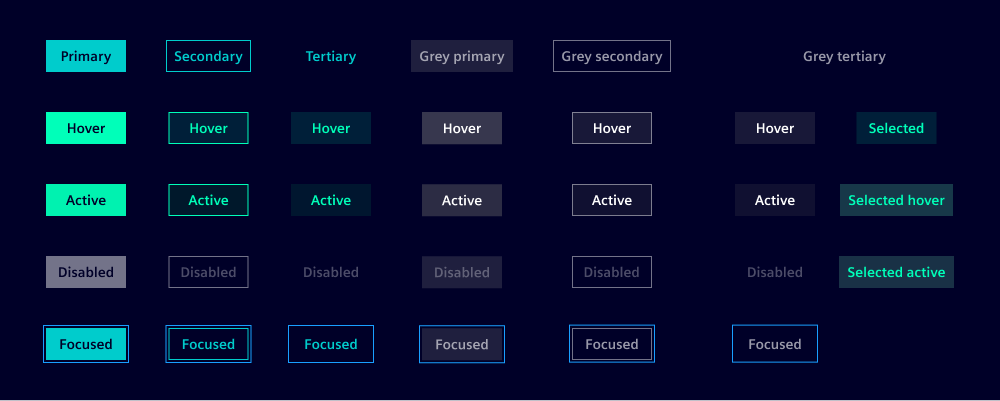 Primary Secondary Tertiary Grey primary Grey secondary Grey tertiary
Hover Hover Hover Hover Hover Hover Selected
Active Active Active Active Active Active Selected hover
Disabled Disabled Disabled Disabled Disabled Disabled Selected active
Focused Focused Focused Focused Focused Focused